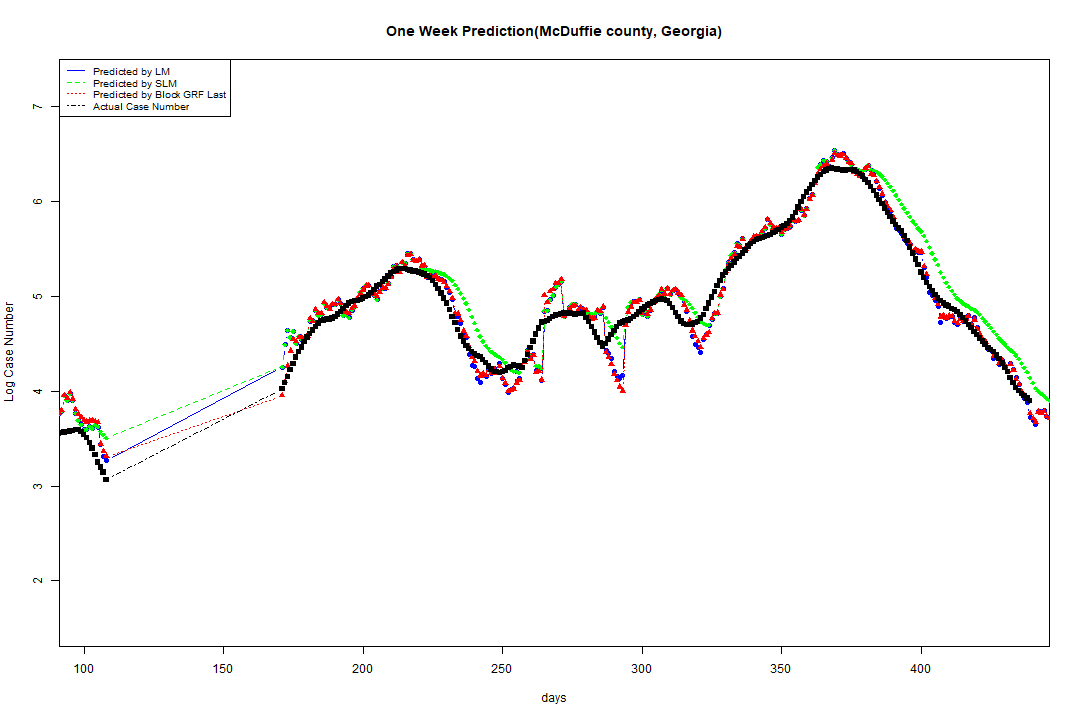 One Week Prediction(McDuffie county, Georgia)
Predicted by LM
Predicted by SLM
Predicted by Block GRF Last
Actual Case Number
7
6
5
4
3
2
Log Case Number
100 150 200 250 300 350 400
days